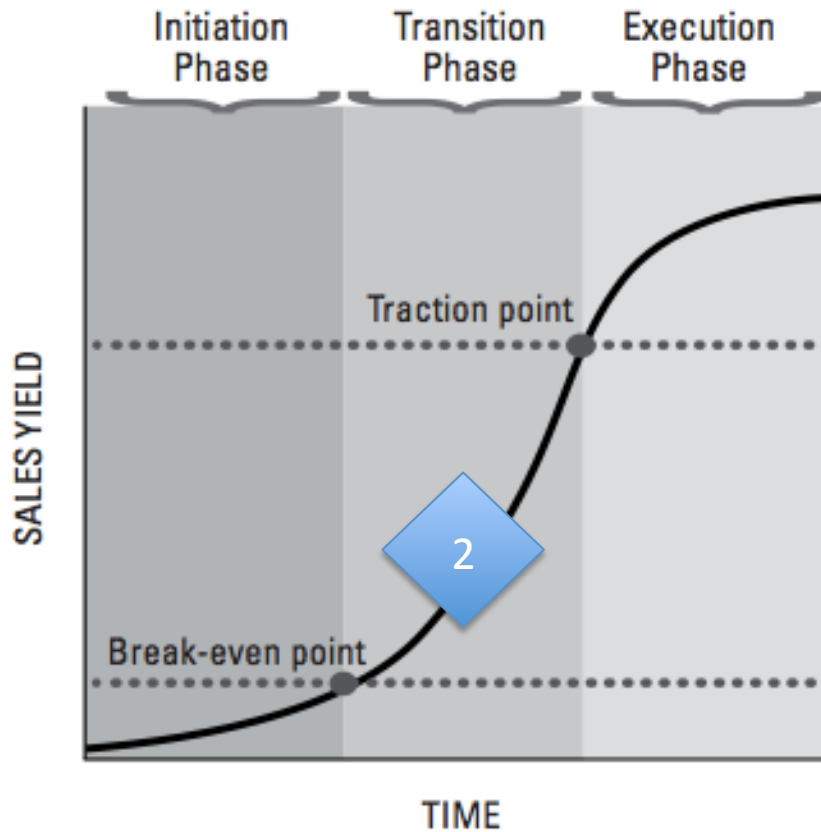 Initiation
Phase
Transition
Phase
Execution
Phase
Traction point
SALES YIELD
2
Break-even point
TIME